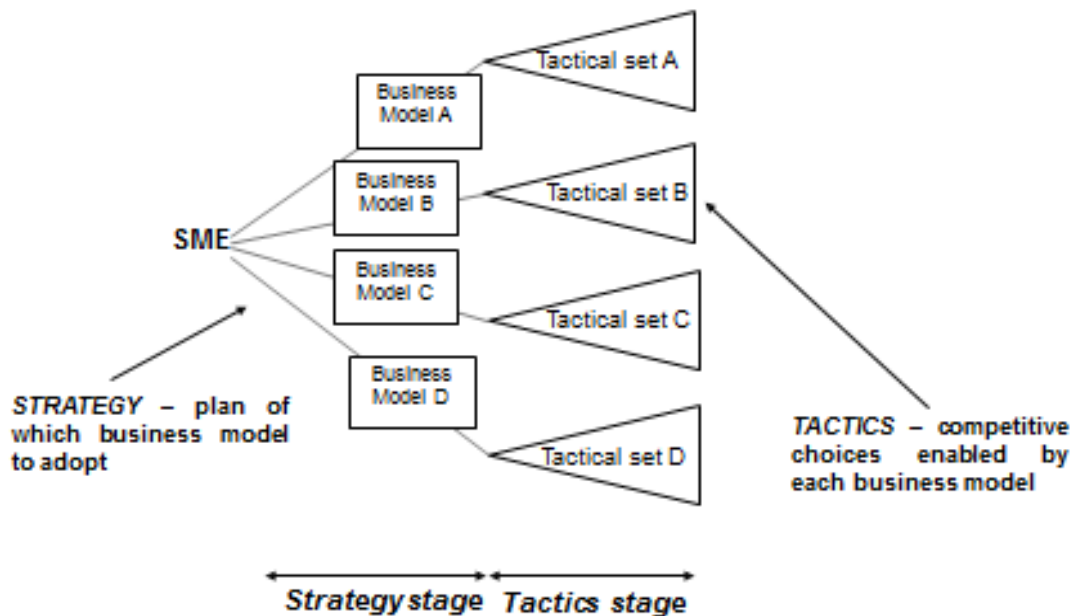 Tactical set A
Business
Model A
Business
Model B
Tactical set B
SME
Business
Model C
Tactical set C
Business
Model D
STRATEGY – plan of
which business model
to adopt
Tactical set D
TACTICS – competitive
choices enabled by
each business model
Strategy stage
Tactics stage